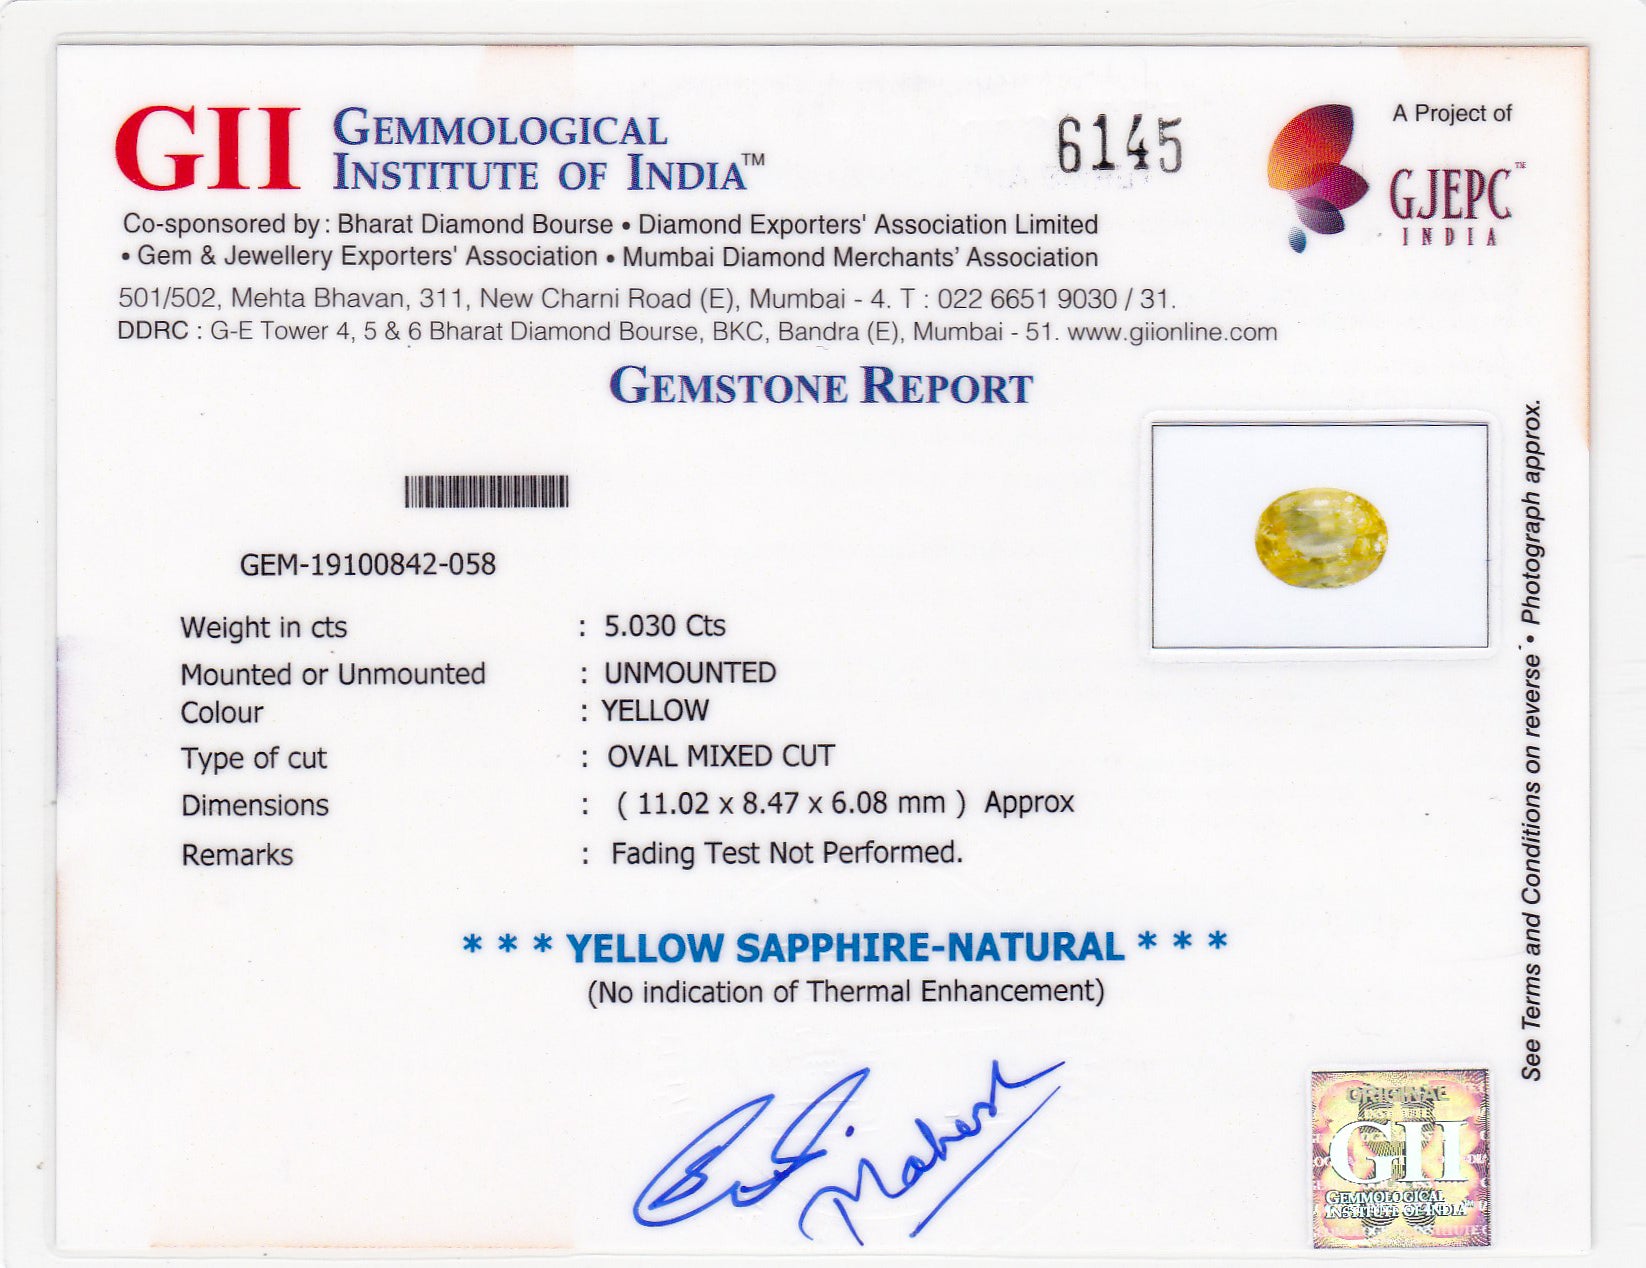 GII GEMMOLOGICAL
INSTITUTE OF INDIA™
6145
A Project of
GJEPC™
INDIA
Co-sponsored by : Bharat Diamond Bourse • Diamond Exporters' Association Limited
• Gem & Jewellery Exporters' Association • Mumbai Diamond Merchants' Association
501/502, Mehta Bhavan, 311, New Charni Road (E), Mumbai - 4. T : 022 6651 9030 / 31.
DDRC : G-E Tower 4, 5 & 6 Bharat Diamond Bourse, BKC, Bandra (E), Mumbai - 51. www.giionline.com
GEMSTONE REPORT
GEM-19100842-058
Weight in cts : 5.030 Cts
Mounted or Unmounted : UNMOUNTED
Colour : YELLOW
Type of cut : OVAL MIXED CUT
Dimensions : ( 11.02 x 8.47 x 6.08 mm ) Approx
Remarks : Fading Test Not Performed.
* * * YELLOW SAPPHIRE-NATURAL * * *
(No indication of Thermal Enhancement)
See Terms and Conditions on reverse • Photograph approx.
Mahesh
ORIGINAL
GII
GEMMOLOGICAL
INSTITUTE OF INDIA